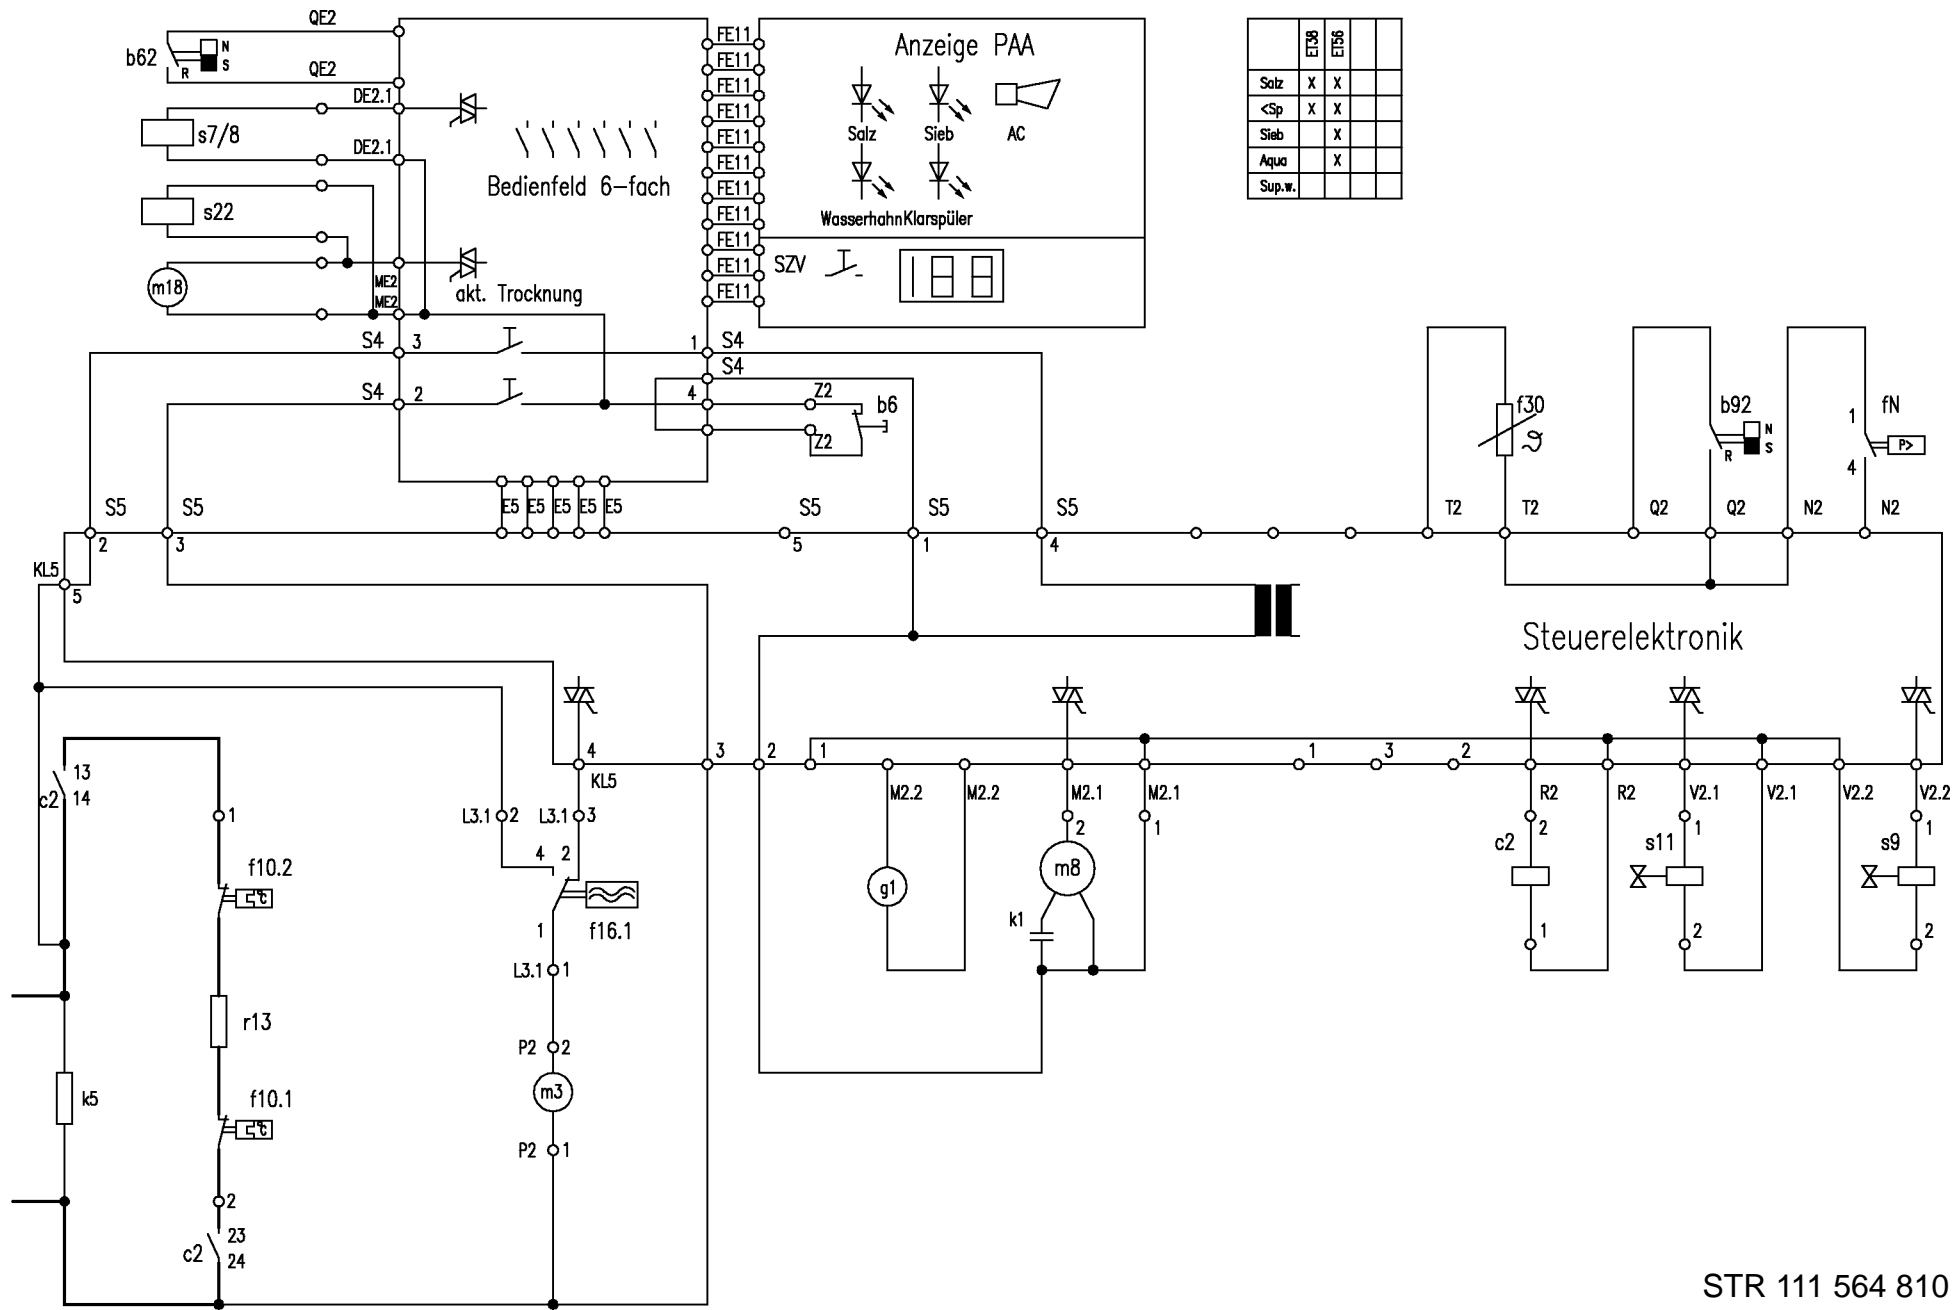 QE2
b62 N
S
R
QE2
DE2.1
s7/8
DE2.1
s22
m18
ME2
ME2
akt. Trocknung
Bedienfeld 6-fach
FE11
FE11
FE11
FE11
FE11
FE11
FE11
FE11
FE11
FE11
FE11
Anzeige PAA
Salz Sieb AC
Wasserhahn Klarspüler
SZV
ET38 ET56
Salz X X
<Sp X X
Sieb X
Aqua X
Sup.w.
S4 3 1 S4
S4
S4 2 4 Z2
b6
Z2
f30 b92 N
S
R
1 fN
P>
4
S5 S5 E5 E5 E5 E5 E5 S5 S5 S5 T2 T2 Q2 Q2 N2 N2
2 3 5 1 4
KL5
5
Steuerelektronik
4 3 2 1 1 3 2
KL5
13
c2 14
1
L3.1 2 L3.1 3
M2.2 M2.2 M2.1 M2.1 R2 R2 V2.1 V2.1 V2.2 V2.2
2 1 2 1 1
4 2
f10.2
°C
g1 m8 c2 s11 s9
k1
1 f16.1
1 2 2
L3.1 1
r13
P2 2
k5 m3
f10.1
°C
P2 1
2
23
c2 24
STR 111 564 810